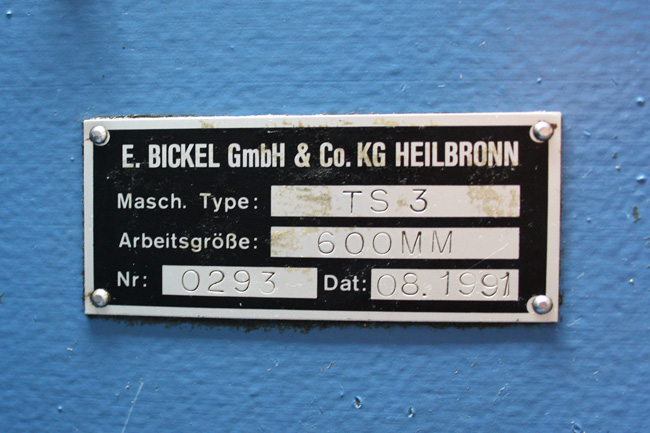 E. BICKEL GmbH & Co. KG HEILBRONN
Masch. Type: TS 3
Arbeitsgröße: 600MM
Nr: 0293 Dat: 08.1991